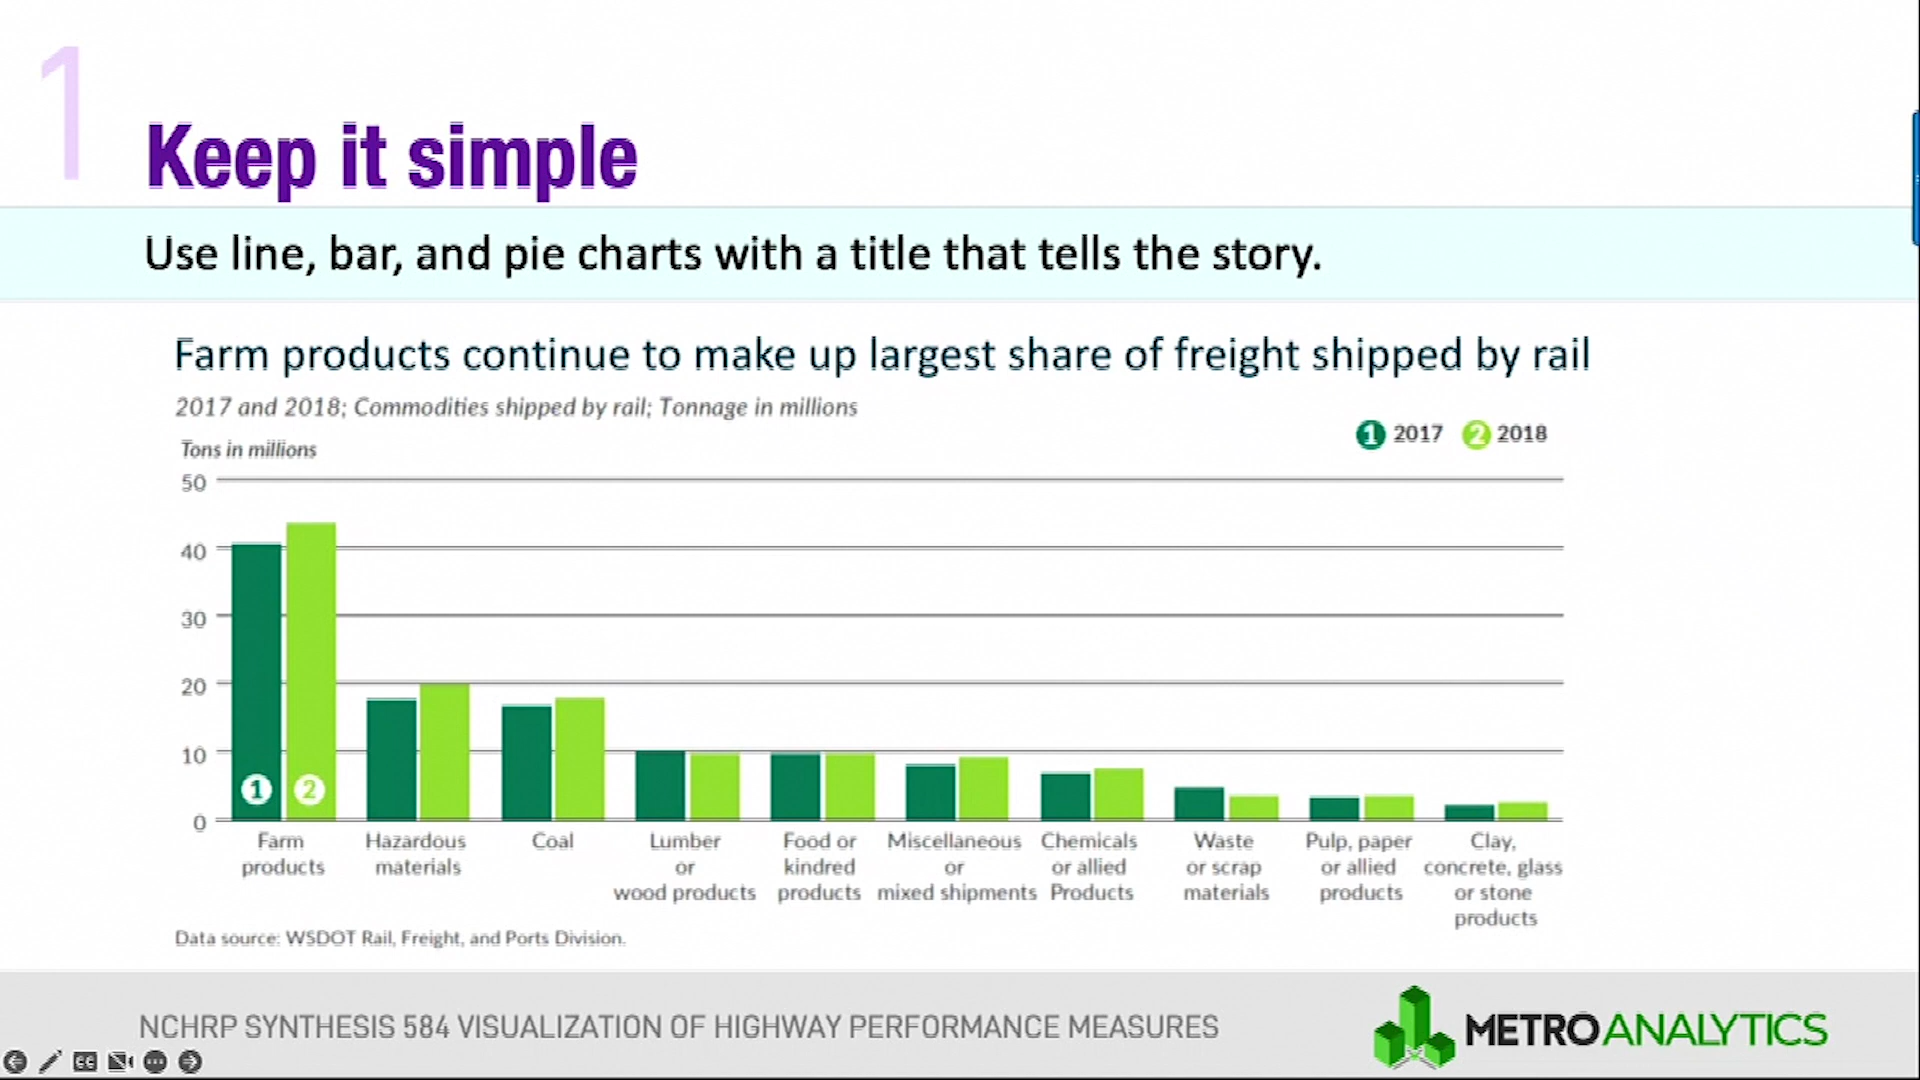 1
Keep it simple
Use line, bar, and pie charts with a title that tells the story.
Farm products continue to make up largest share of freight shipped by rail
2017 and 2018; Commodities shipped by rail; Tonnage in millions
1 2017 2 2018
Tons in millions
50
40
30
20
10
0
1 2
Farm
products
Hazardous
materials
Coal
Lumber
or
wood products
Food or
kindred
products
Miscellaneous
or
mixed shipments
Chemicals
or allied
Products
Waste
or scrap
materials
Pulp, paper
or allied
products
Clay,
concrete, glass
or stone
products
Data source: WSDOT Rail, Freight, and Ports Division.
NCHRP SYNTHESIS 584 VISUALIZATION OF HIGHWAY PERFORMANCE MEASURES
METROANALYTICS
CC